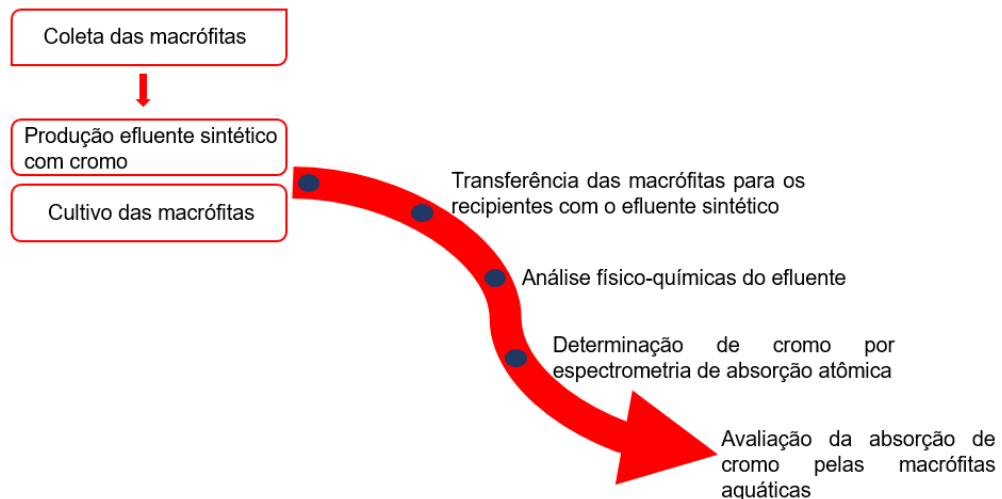 Coleta das macrófitas
Produção efluente sintético
com cromo
Cultivo das macrófitas
Transferência das macrófitas para os
recipientes com o efluente sintético
Análise físico-químicas do efluente
Determinação de cromo por
espectrometria de absorção atômica
Avaliação da absorção de
cromo pelas macrófitas
aquáticas